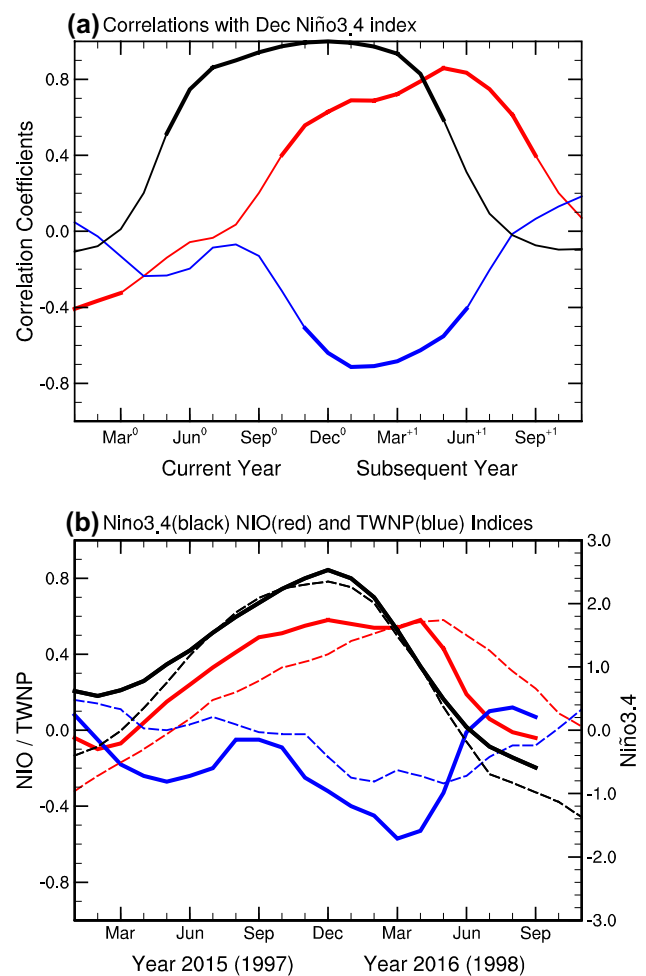 (a) Correlations with Dec Niño3.4 index
Correlation Coefficients
0.8
0.4
0.0
-0.4
-0.8
Mar⁰ Jun⁰ Sep⁰ Dec⁰ Mar⁺¹ Jun⁺¹ Sep⁺¹
Current Year Subsequent Year
(b) Nino3.4(black) NIO(red) and TWNP(blue) Indices
NIO / TWNP
0.8
0.4
0.0
-0.4
-0.8
3.0
2.0
1.0
0.0
-1.0
-2.0
-3.0
Niño3.4
Mar Jun Sep Dec Mar Jun Sep
Year 2015 (1997) Year 2016 (1998)